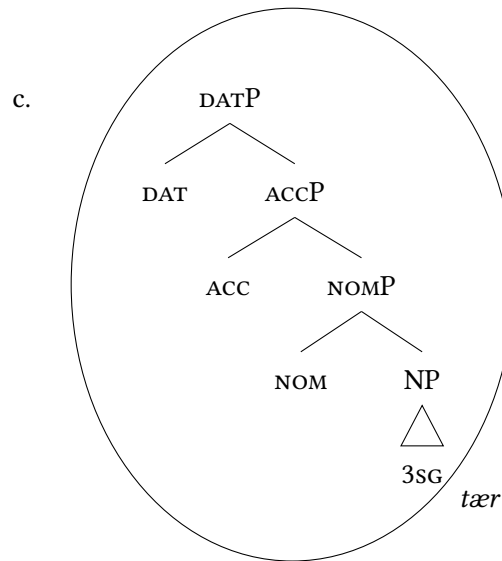 c.
DATP
DAT ACCP
ACC NOMP
NOM NP
3SG
tær